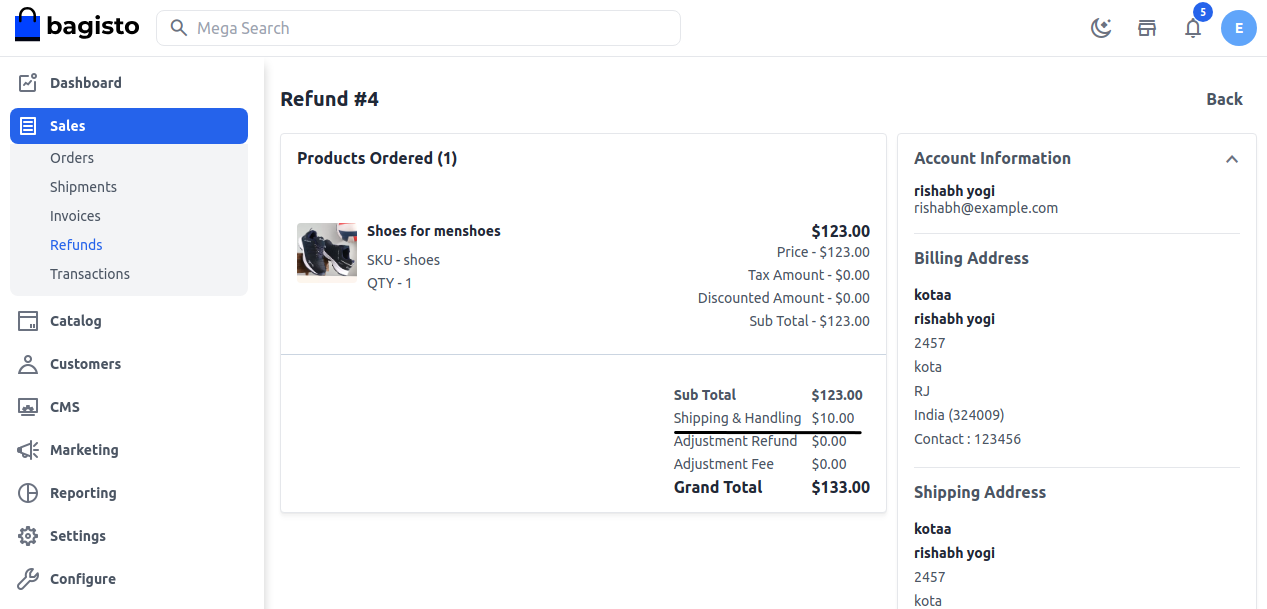 bagisto
Mega Search
5
E
Dashboard
Sales
Orders
Shipments
Invoices
Refunds
Transactions
Catalog
Customers
CMS
Marketing
Reporting
Settings
Configure
Refund #4
Back
Products Ordered (1)
Shoes for menshoes
SKU - shoes
QTY - 1
$123.00
Price - $123.00
Tax Amount - $0.00
Discounted Amount - $0.00
Sub Total - $123.00
Sub Total $123.00
Shipping & Handling $10.00
Adjustment Refund $0.00
Adjustment Fee $0.00
Grand Total $133.00
Account Information
rishabh yogi
rishabh@example.com
Billing Address
kotaa
rishabh yogi
2457
kota
RJ
India (324009)
Contact : 123456
Shipping Address
kotaa
rishabh yogi
2457
kota